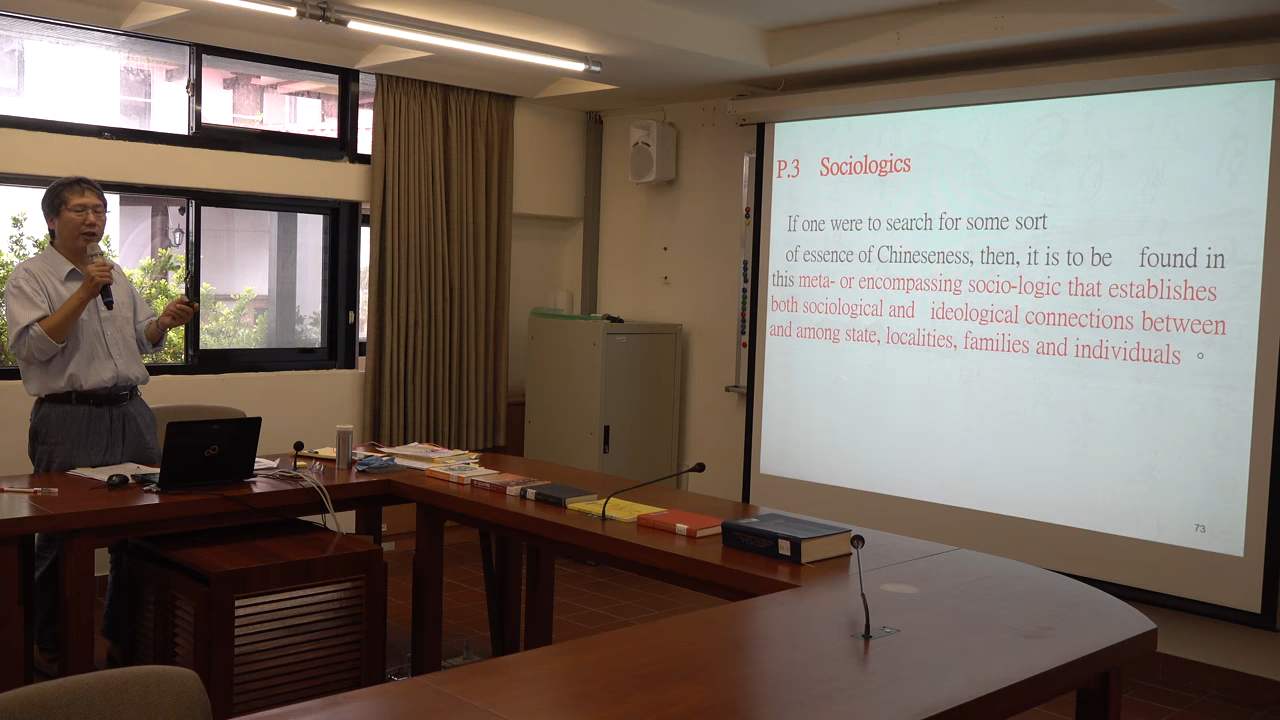 P.3 Sociologics
If one were to search for some sort
of essence of Chineseness, then, it is to be found in
this meta- or encompassing socio-logic that establishes
both sociological and ideological connections between
and among state, localities, families and individuals 。
73